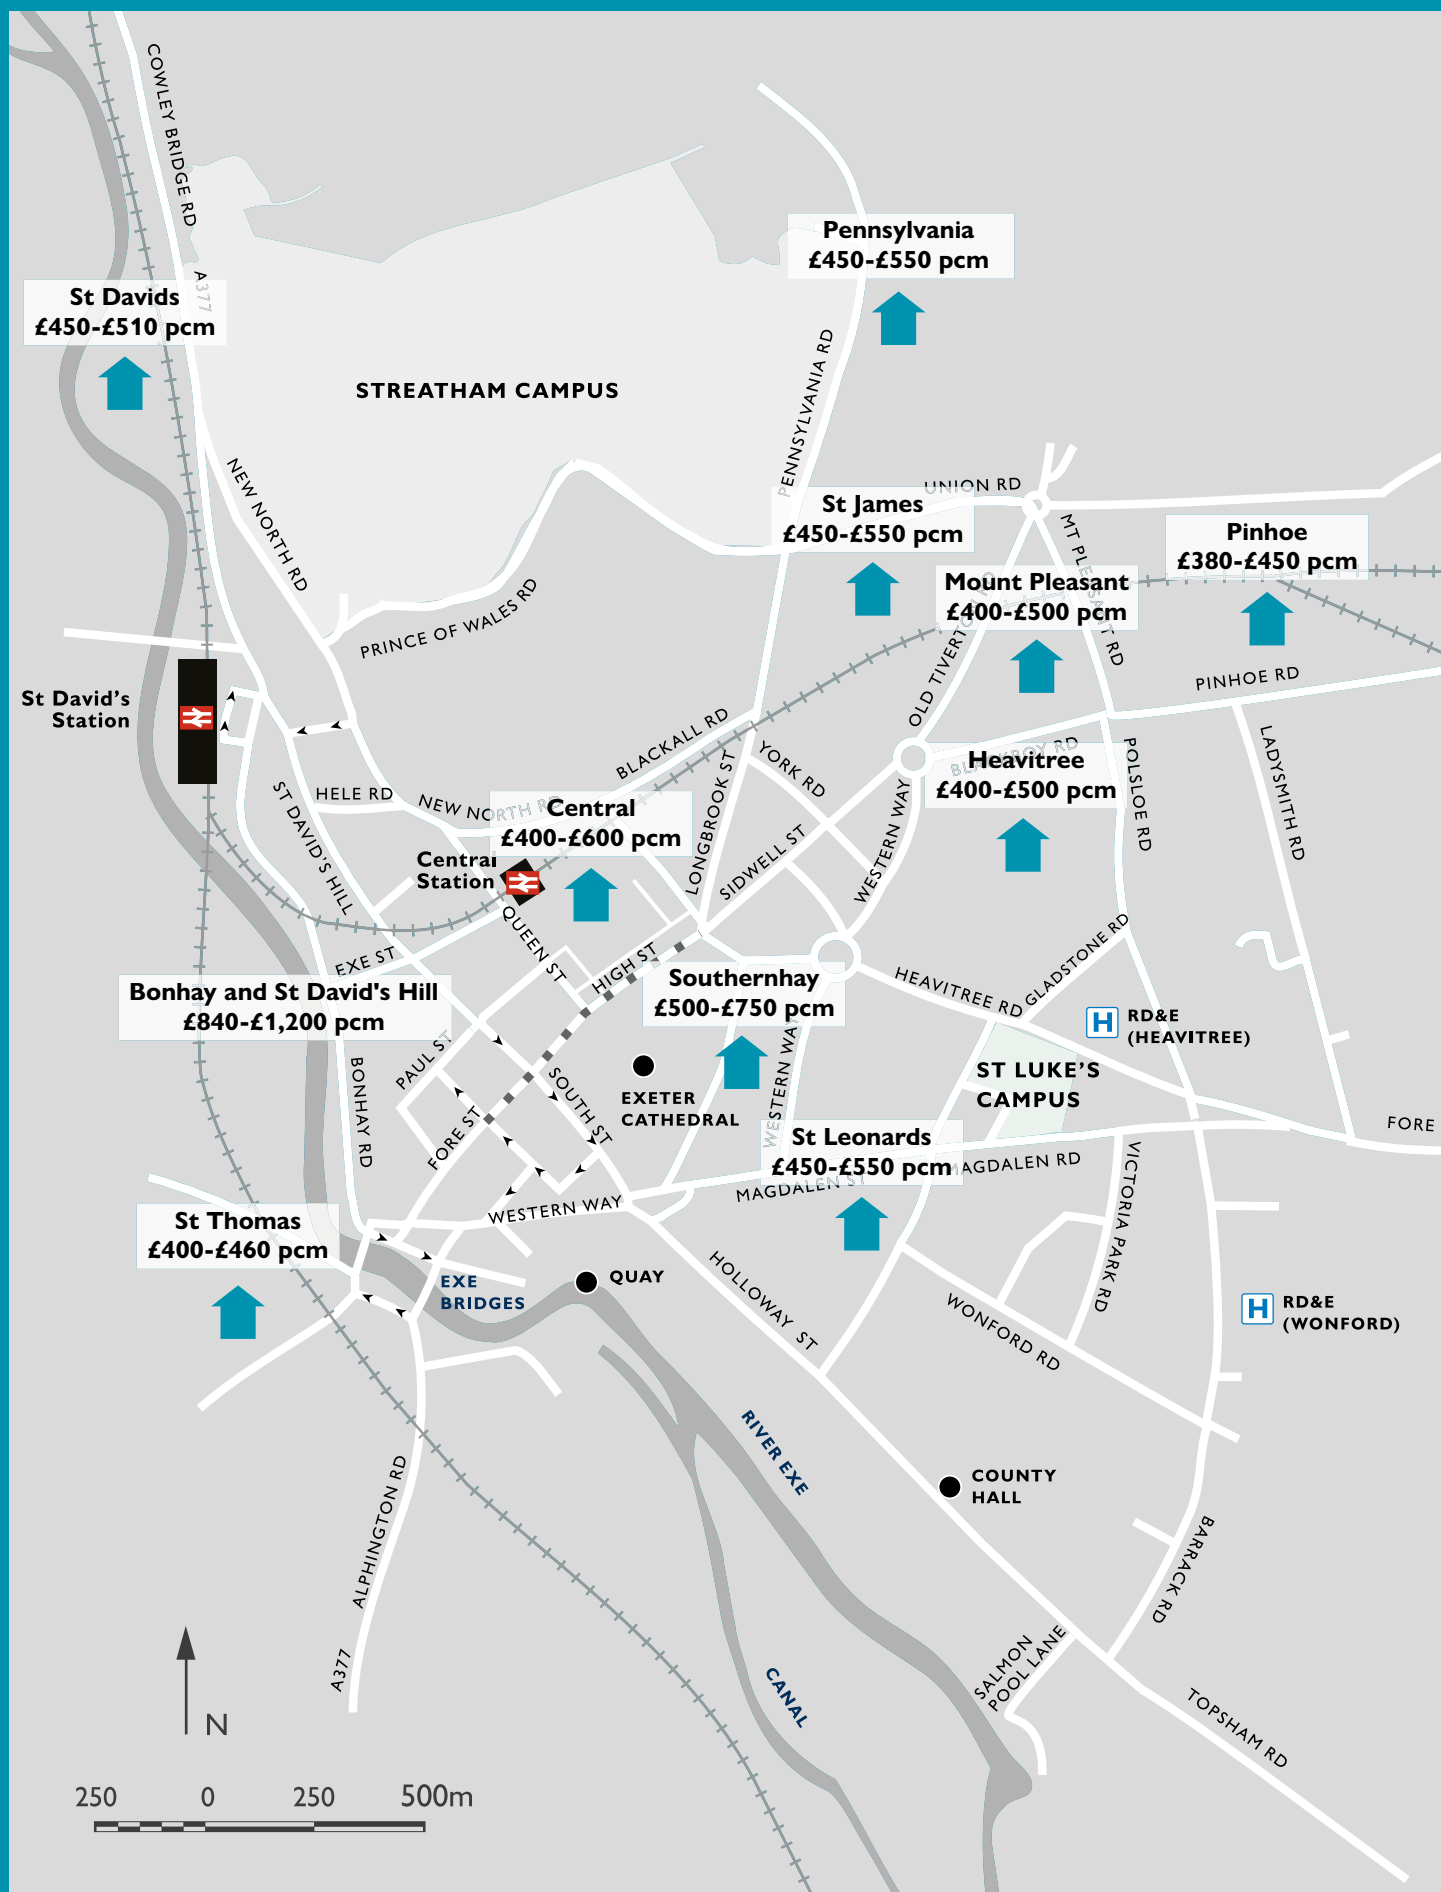 COWLEY BRIDGE RD
A377
Pennsylvania
£450-£550 pcm
St Davids
£450-£510 pcm
PENNSYLVANIA RD
STREATHAM CAMPUS
NEW NORTH RD
UNION RD
St James
£450-£550 pcm
MT PLEASANT RD
Pinhoe
£380-£450 pcm
Mount Pleasant
£400-£500 pcm
PRINCE OF WALES RD
OLD TIVERTON RD
PINHOE RD
St David's
Station
BLACKALL RD
YORK RD
BLACKBOY RD
Heavitree
£400-£500 pcm
POLSLOE RD
LADYSMITH RD
HELE RD
ST DAVID'S HILL
NEW NORTH RD
Central
£400-£600 pcm
LONGBROOK ST
SIDWELL ST
WESTERN WAY
Central
Station
QUEEN ST
EXE ST
HIGH ST
Southernhay
£500-£750 pcm
HEAVITREE RD
GLADSTONE RD
Bonhay and St David's Hill
£840-£1,200 pcm
H
RD&E
(HEAVITREE)
PAUL ST
BONHAY RD
SOUTH ST
FORE ST
EXETER
CATHEDRAL
WESTERN WAY
ST LUKE'S
CAMPUS
FORE
St Leonards
£450-£550 pcm
MAGDALEN RD
MAGDALEN ST
VICTORIA PARK RD
WESTERN WAY
St Thomas
£400-£460 pcm
EXE
BRIDGES
QUAY
HOLLOWAY ST
WONFORD RD
H
RD&E
(WONFORD)
RIVER EXE
COUNTY
HALL
ALPHINGTON RD
A377
BARRACK RD
SALMON
POOL LANE
CANAL
TOPSHAM RD
N
250 0 250 500m